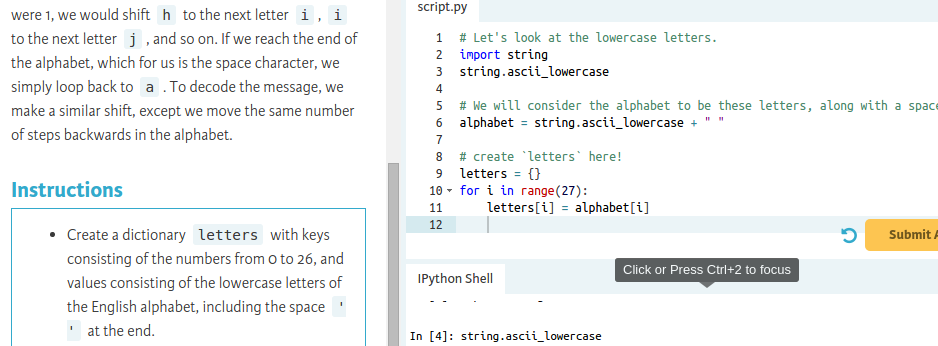 were 1, we would shift h to the next letter i , i
to the next letter j , and so on. If we reach the end of
the alphabet, which for us is the space character, we
simply loop back to a . To decode the message, we
make a similar shift, except we move the same number
of steps backwards in the alphabet.
Instructions
• Create a dictionary letters with keys
consisting of the numbers from 0 to 26, and
values consisting of the lowercase letters of
the English alphabet, including the space '
' at the end.
script.py
1 # Let's look at the lowercase letters.
2 import string
3 string.ascii_lowercase
4
5 # We will consider the alphabet to be these letters, along with a space
6 alphabet = string.ascii_lowercase + " "
7
8 # create `letters` here!
9 letters = {}
10 for i in range(27):
11 letters[i] = alphabet[i]
12
Submit A
Click or Press Ctrl+2 to focus
IPython Shell
In [4]: string.ascii_lowercase